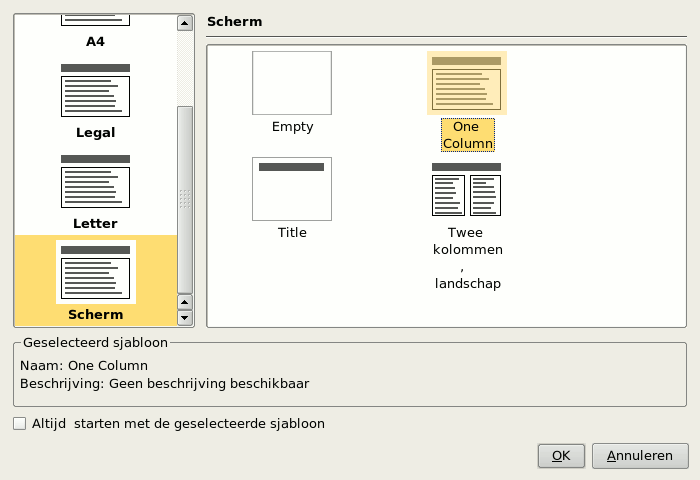 A4
Legal
Letter
Scherm
Scherm
Empty
One
Column
Title
Twee
kolommen
,
landschap
Geselecteerd sjabloon
Naam: One Column
Beschrijving: Geen beschrijving beschikbaar
Altijd  starten met de geselecteerde sjabloon
OK
Annuleren